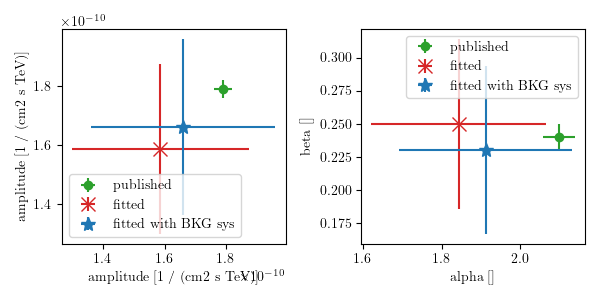 ×10⁻¹⁰
amplitude [1 / (cm2 s TeV)]
1.8
1.6
1.4
published
fitted
fitted with BKG sys
1.4
1.6
1.8
amplitude [1 / (cm2 s TeV)]
×10⁻¹⁰
beta []
0.300
0.275
0.250
0.225
0.200
0.175
published
fitted
fitted with BKG sys
1.6
1.8
2.0
alpha []